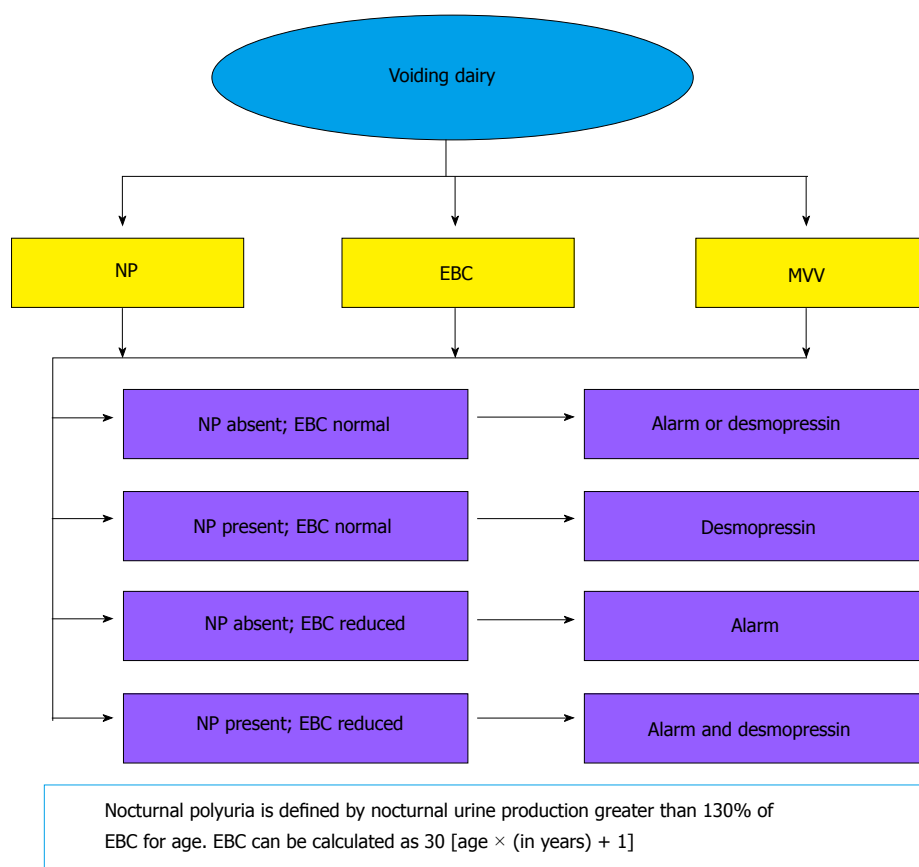 Voiding dairy
NP
EBC
MVV
NP absent; EBC normal
Alarm or desmopressin
NP present; EBC normal
Desmopressin
NP absent; EBC reduced
Alarm
NP present; EBC reduced
Alarm and desmopressin
Nocturnal polyuria is defined by nocturnal urine production greater than 130% of
EBC for age. EBC can be calculated as 30 [age × (in years) + 1]